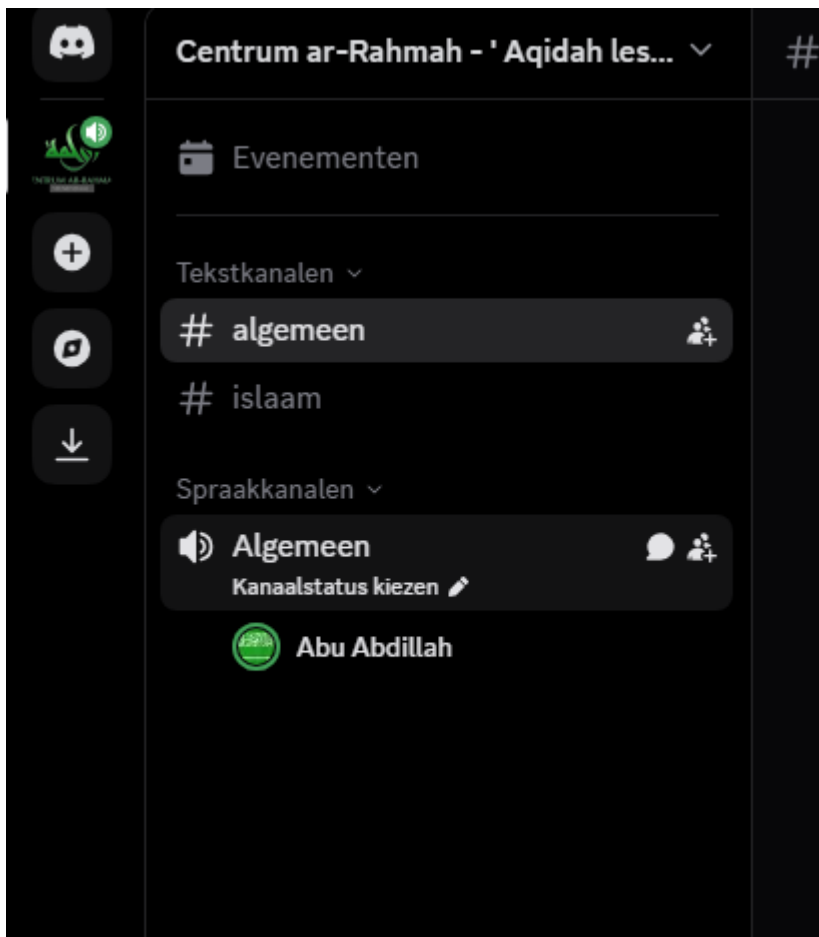 Centrum ar-Rahmah - ' Aqidah les...
#
Evenementen
Tekstkanalen
# algemeen
# islaam
Spraakkanalen
Algemeen
Kanaalstatus kiezen
Abu Abdillah